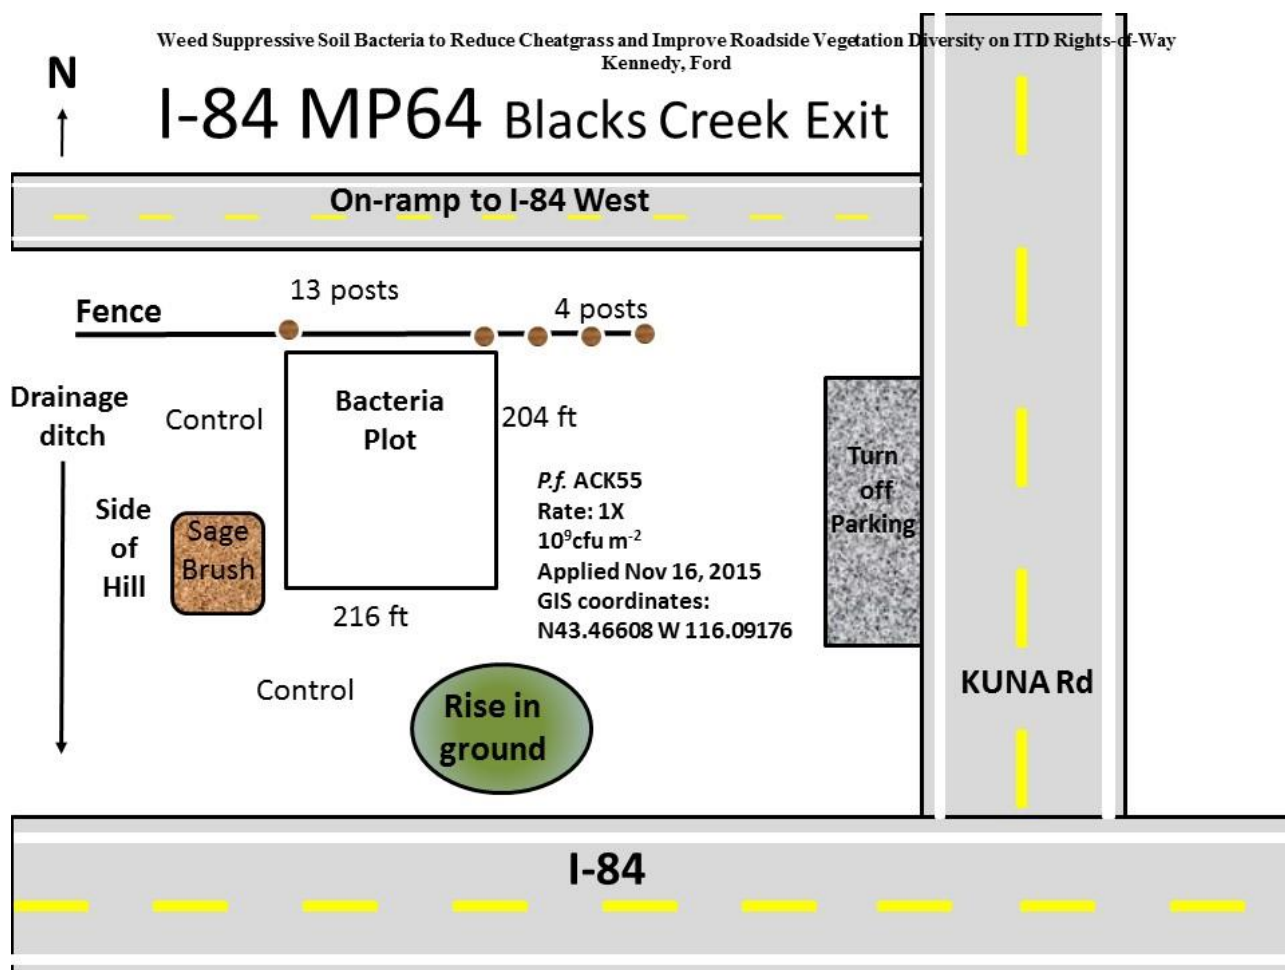 Weed Suppressive Soil Bacteria to Reduce Cheatgrass and Improve Roadside Vegetation Diversity on ITD Rights-of-Way
Kennedy, Ford
N
I-84 MP64 Blacks Creek Exit
On-ramp to I-84 West
13 posts
Fence
4 posts
Drainage
ditch
Control
Bacteria
Plot
204 ft
Side
of
Hill
Sage
Brush
216 ft
P.f. ACK55
Rate: 1X
10⁹cfu m⁻²
Applied Nov 16, 2015
GIS coordinates:
N43.46608 W 116.09176
Turn
off
Parking
Control
Rise in
ground
KUNA Rd
I-84